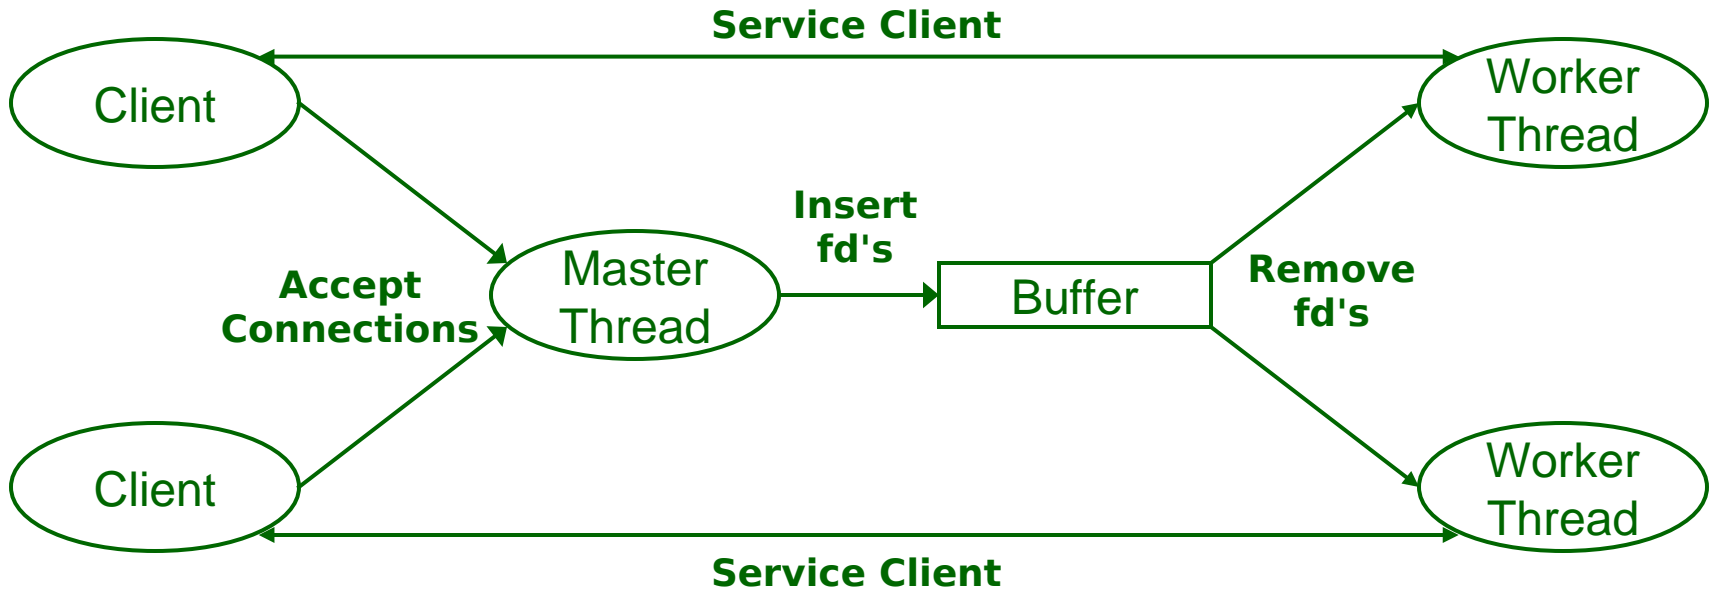 Service Client
Client
Worker
Thread
Insert
fd's
Accept
Connections
Master
Thread
Buffer
Remove
fd's
Client
Worker
Thread
Service Client